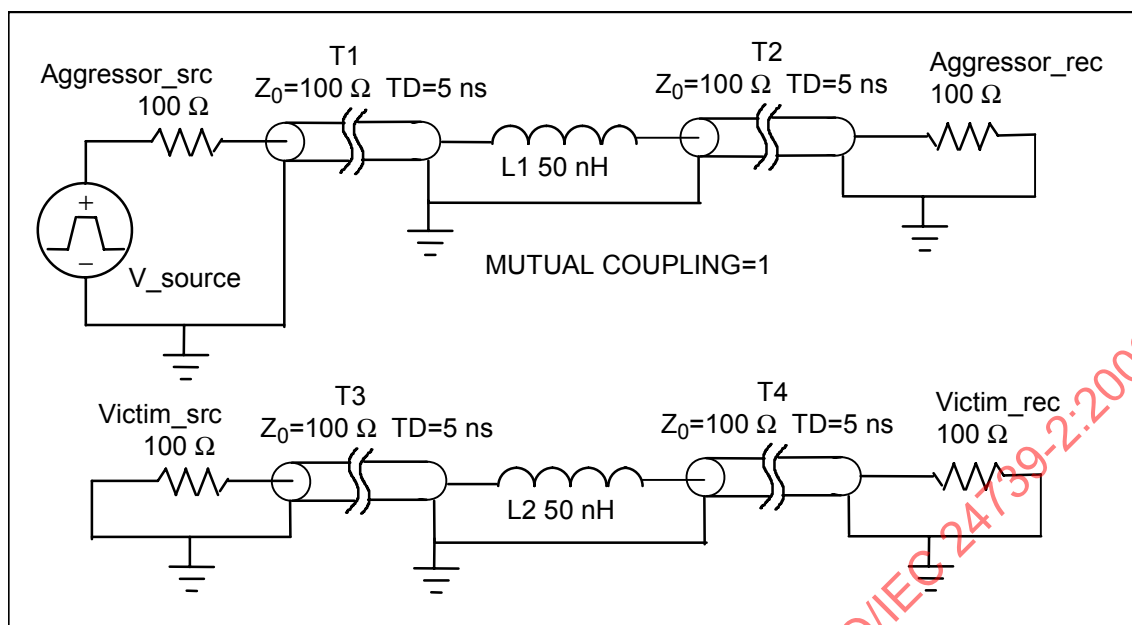 T1
Z0=100 Ω TD=5 ns
T2
Z0=100 Ω TD=5 ns
Aggressor_src
100 Ω
Aggressor_rec
100 Ω
L1 50 nH
+
−
V_source
MUTUAL COUPLING=1
T3
Z0=100 Ω TD=5 ns
T4
Z0=100 Ω TD=5 ns
Victim_src
100 Ω
Victim_rec
100 Ω
L2 50 nH
/IEC 24739-2:200